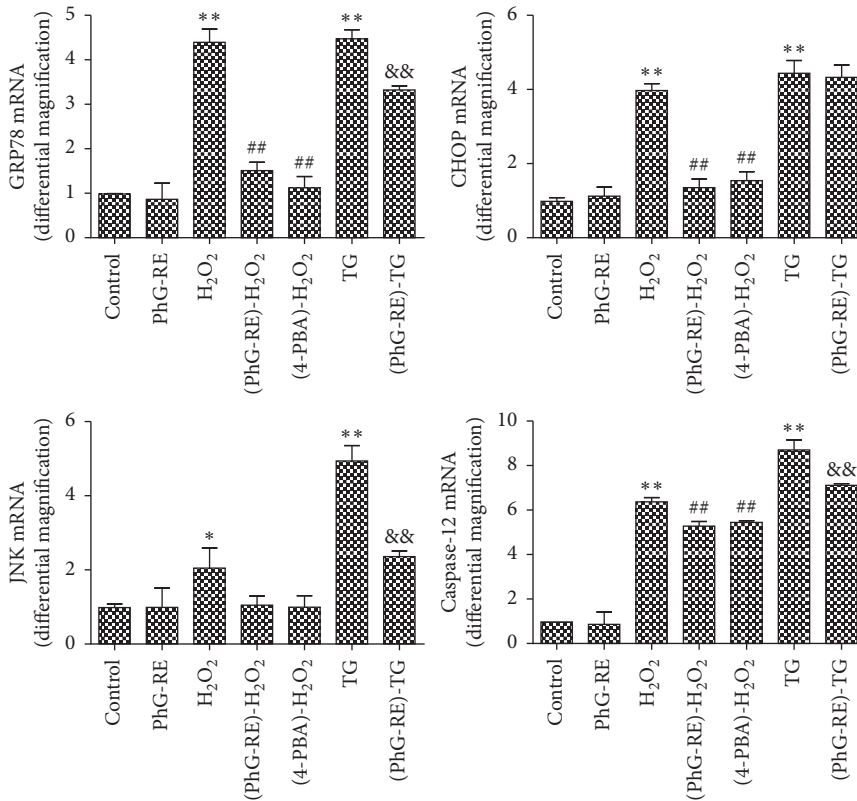 GRP78 mRNA
(differential magnification)
5
4
3
2
1
0
**
##
##
**
&&
Control
PhG-RE
H₂O₂
(PhG-RE)-H₂O₂
(4-PBA)-H₂O₂
TG
(PhG-RE)-TG
CHOP mRNA
(differential magnification)
6
4
2
0
**
##
##
**
Control
PhG-RE
H₂O₂
(PhG-RE)-H₂O₂
(4-PBA)-H₂O₂
TG
(PhG-RE)-TG
JNK mRNA
(differential magnification)
6
4
2
0
*
**
&&
Control
PhG-RE
H₂O₂
(PhG-RE)-H₂O₂
(4-PBA)-H₂O₂
TG
(PhG-RE)-TG
Caspase-12 mRNA
(differential magnification)
10
8
6
4
2
0
**
##
##
**
&&
Control
PhG-RE
H₂O₂
(PhG-RE)-H₂O₂
(4-PBA)-H₂O₂
TG
(PhG-RE)-TG